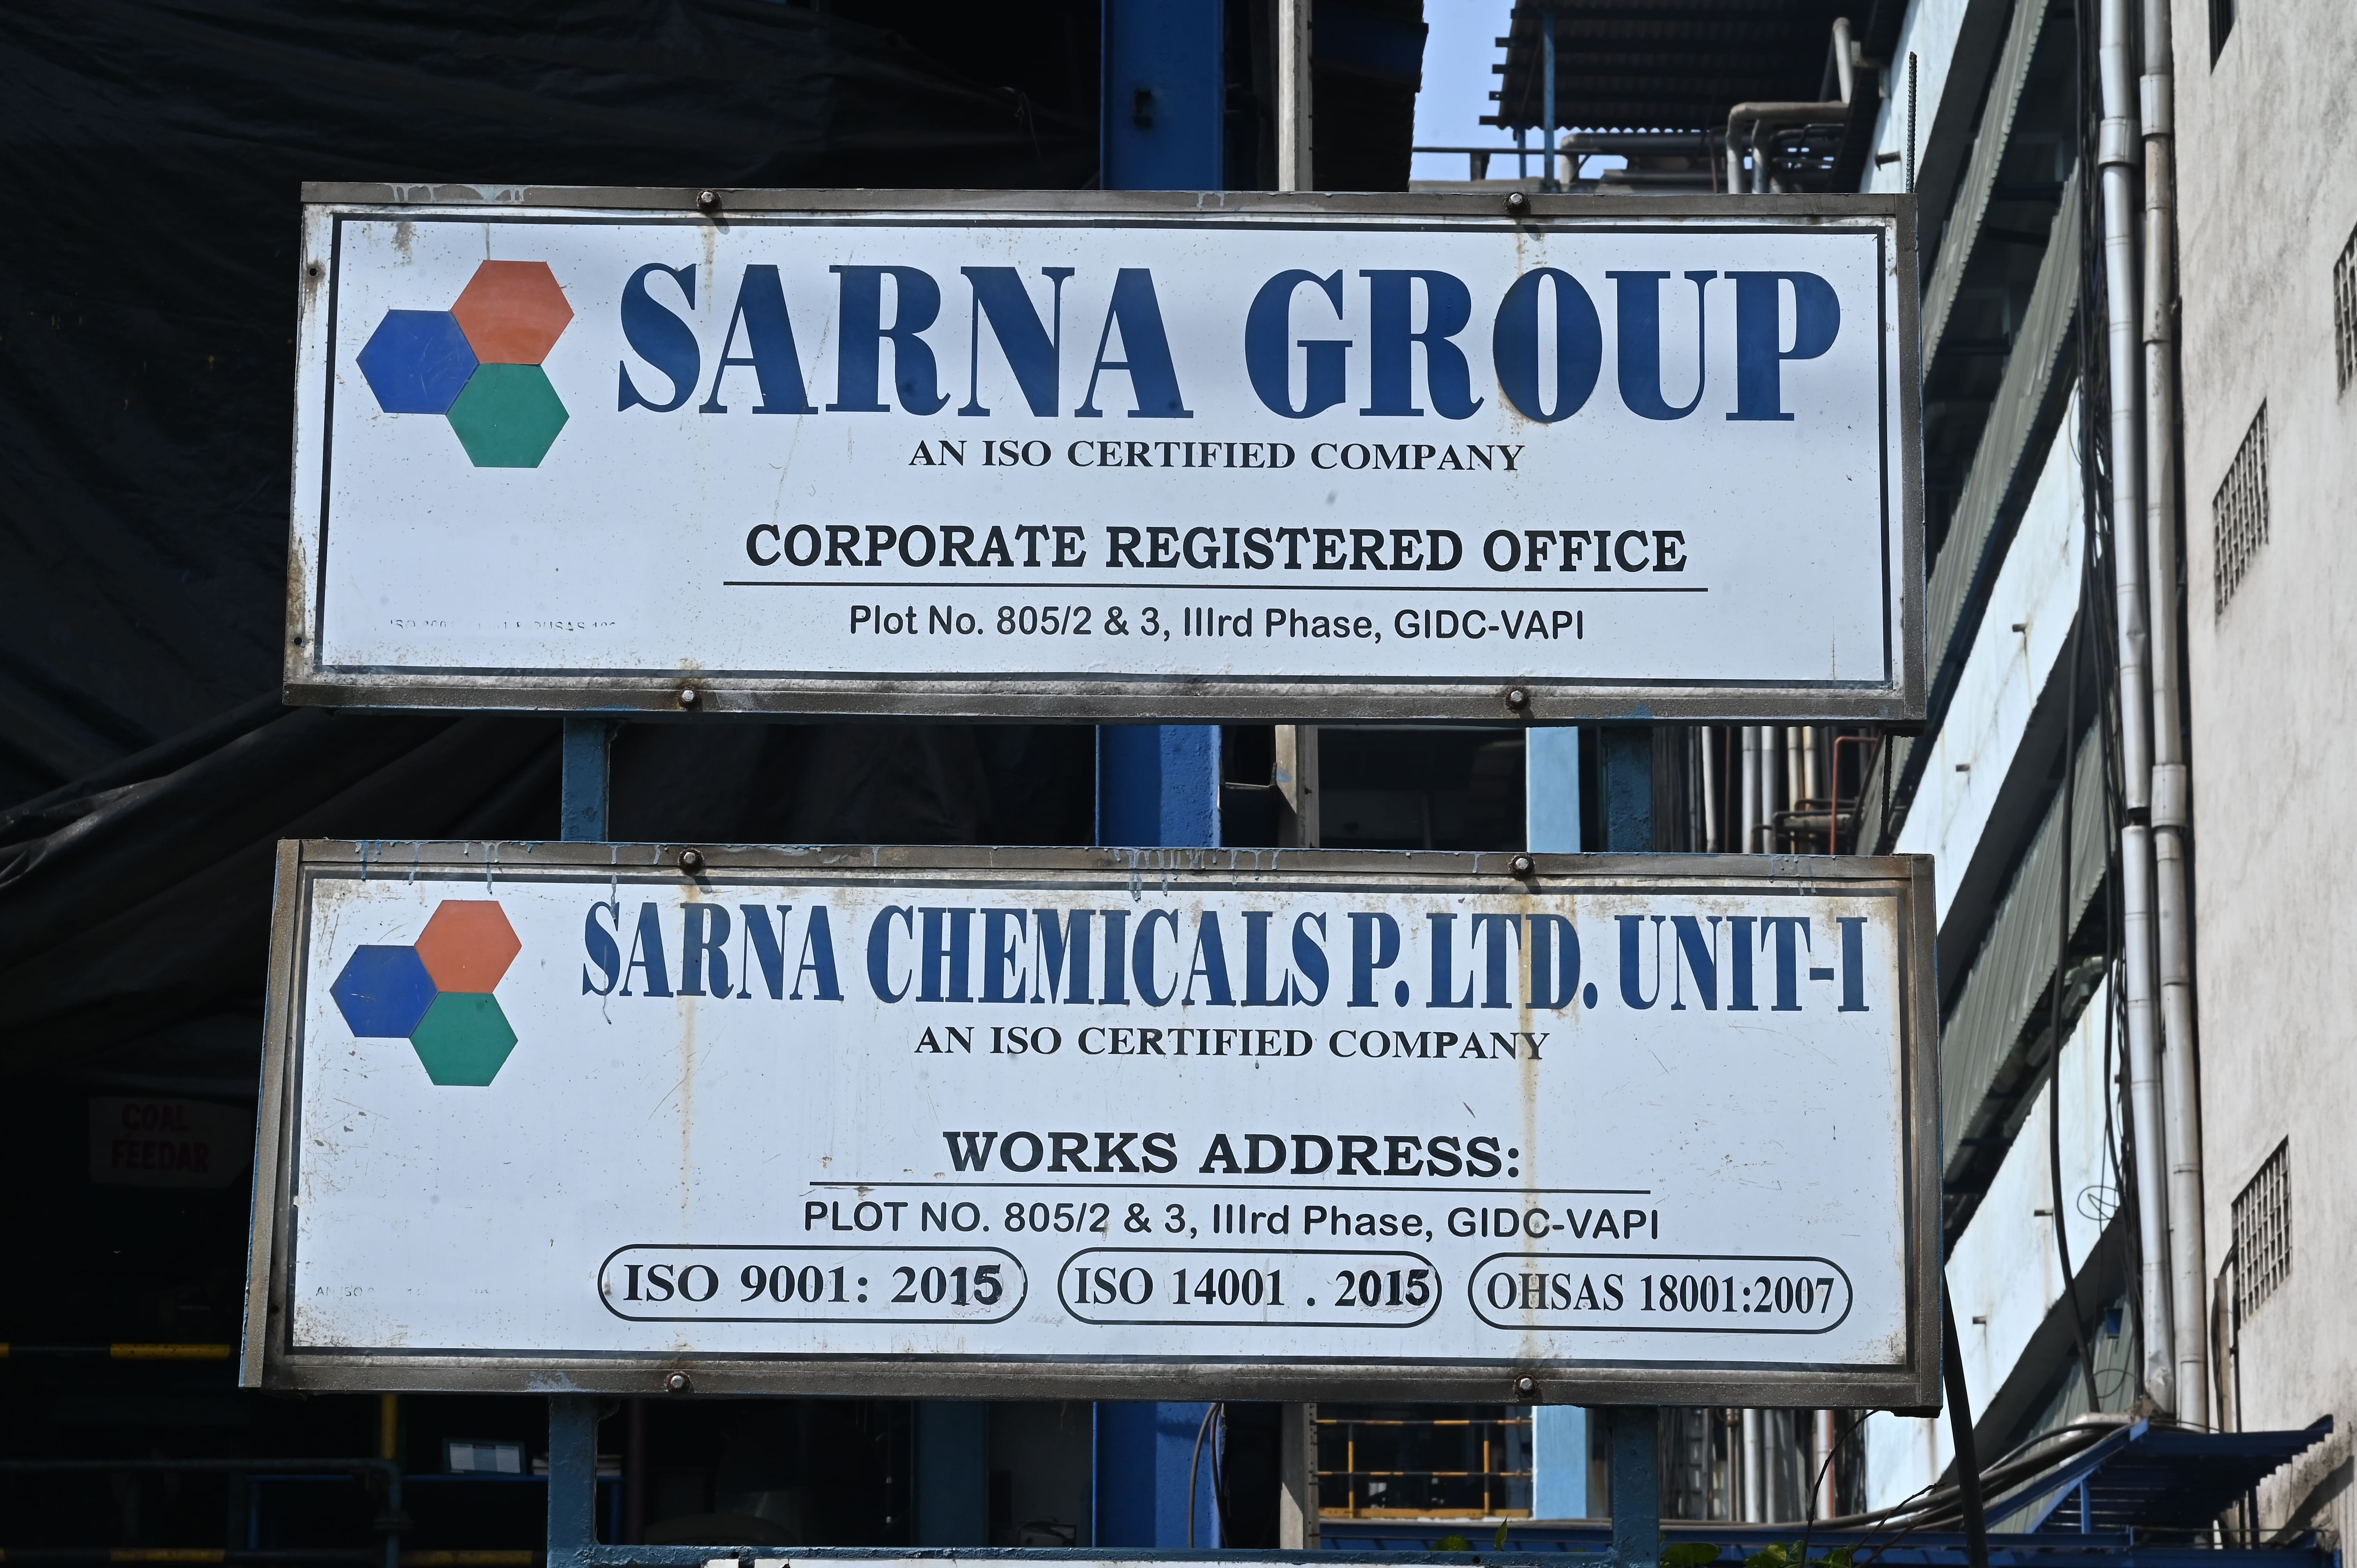 SARNA GROUP
AN ISO CERTIFIED COMPANY
CORPORATE REGISTERED OFFICE
Plot No. 805/2 & 3, IIIrd Phase, GIDC-VAPI
SARNA CHEMICALS P. LTD. UNIT-I
AN ISO CERTIFIED COMPANY
WORKS ADDRESS:
PLOT NO. 805/2 & 3, IIIrd Phase, GIDC-VAPI
ISO 9001: 2015 ISO 14001 . 2015 OHSAS 18001:2007
COAL
FEEDAR